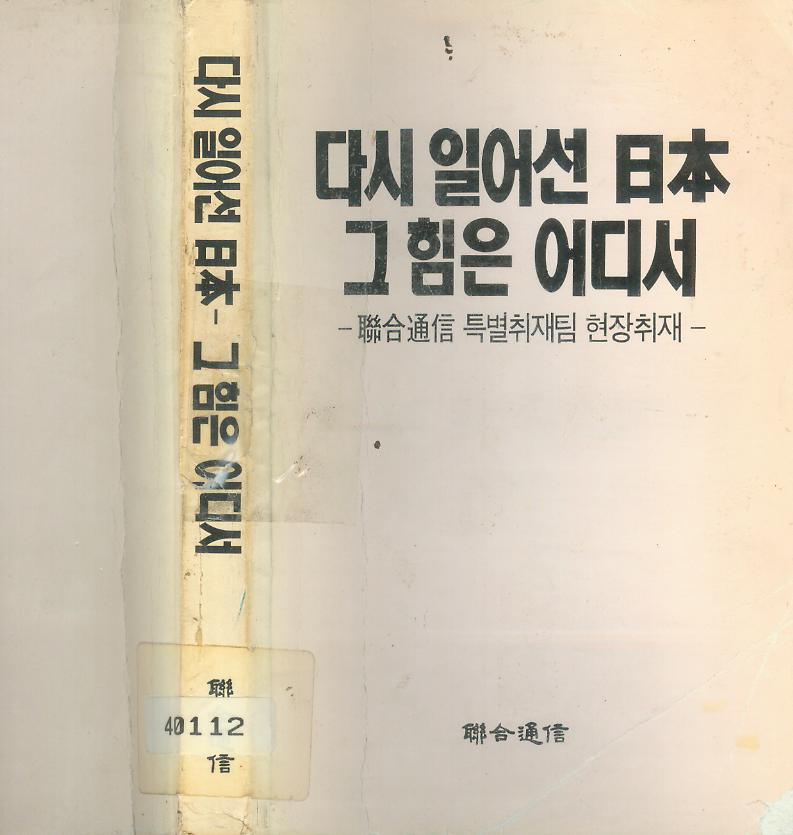 다시 일어선 日本 - 그 힘은 어디서
聯
40112
信
다시 일어선 日本
그 힘은 어디서
- 聯合通信 특별취재팀 현장취재 -
聯合通信